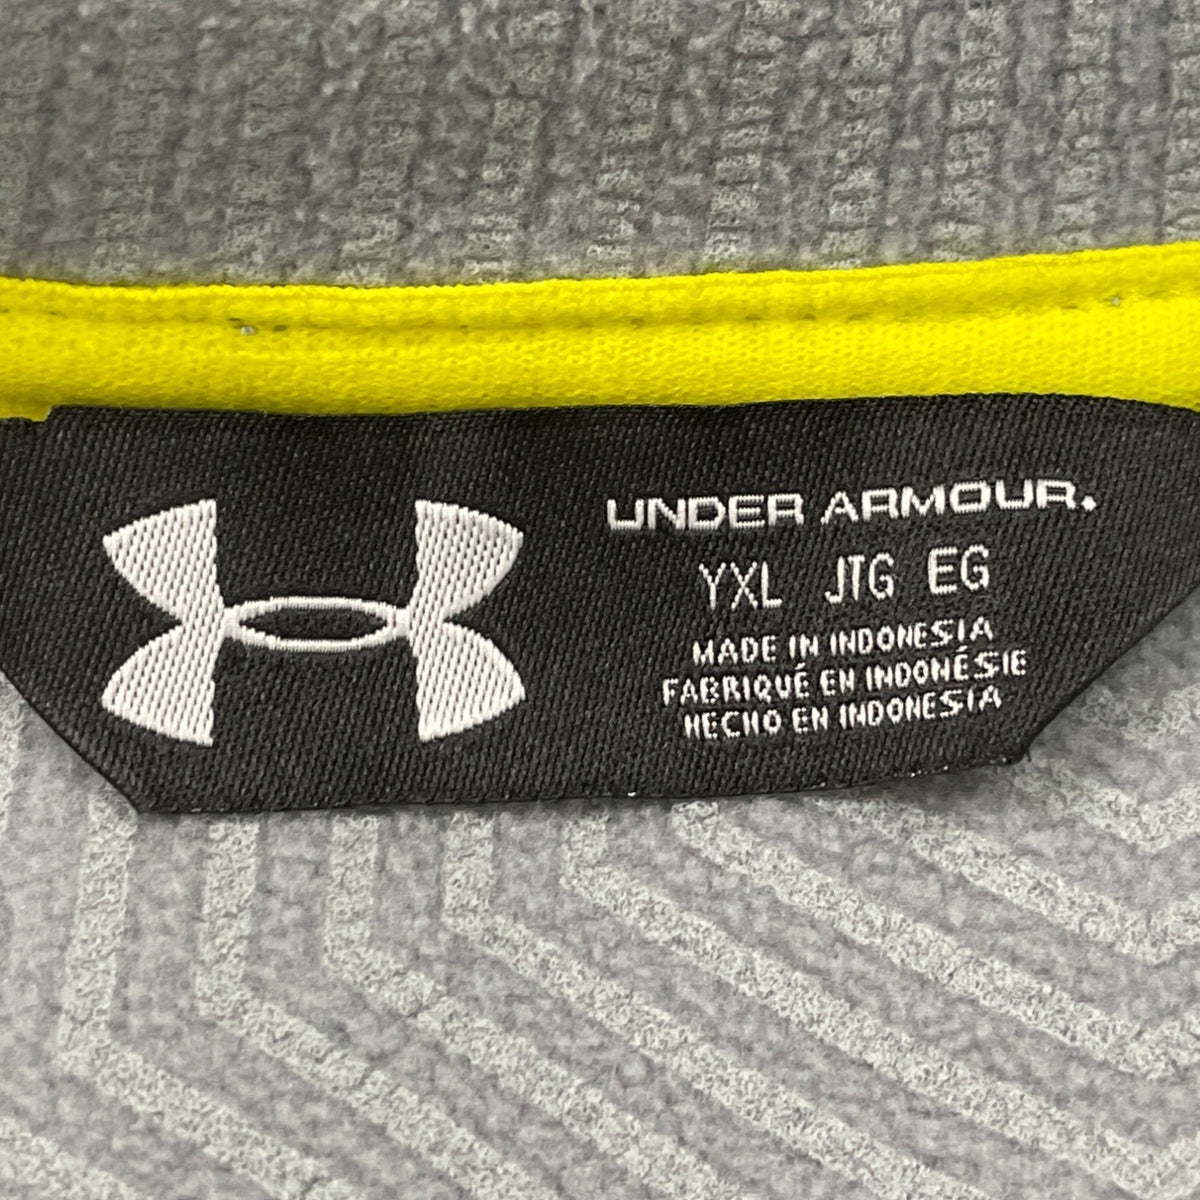 UNDER ARMOUR.
YXL JTG EG
MADE IN INDONESIA
FABRIQUÉ EN INDONÉSIE
HECHO EN INDONESIA